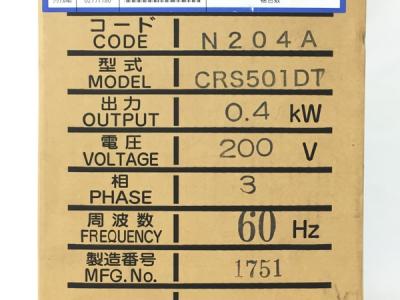 コード
CODE N204A
型式
MODEL CRS501DT
出力
OUTPUT 0.4 kW
電圧
VOLTAGE 200 V
相
PHASE 3
周波数
FREQUENCY 60 Hz
製造番号
MFG.No. 1751